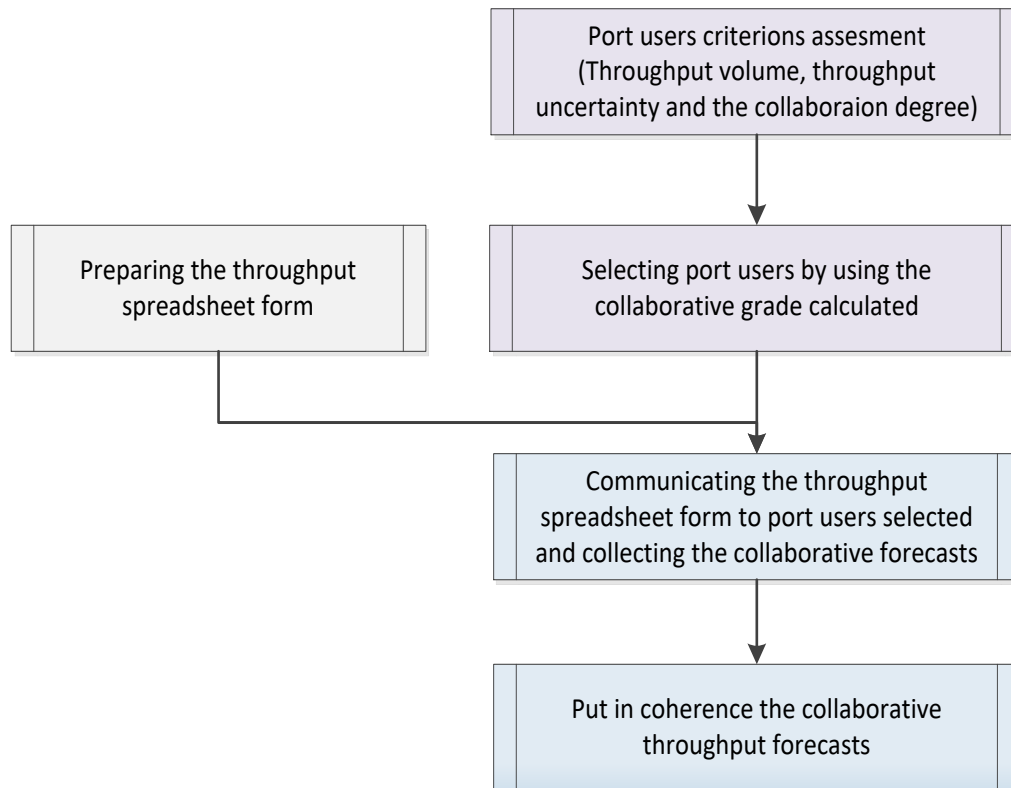 Port users criterions assesment
(Throughput volume, throughput
uncertainty and the collaboraion degree)
Preparing the throughput
spreadsheet form
Selecting port users by using the
collaborative grade calculated
Communicating the throughput
spreadsheet form to port users selected
and collecting the collaborative forecasts
Put in coherence the collaborative
throughput forecasts